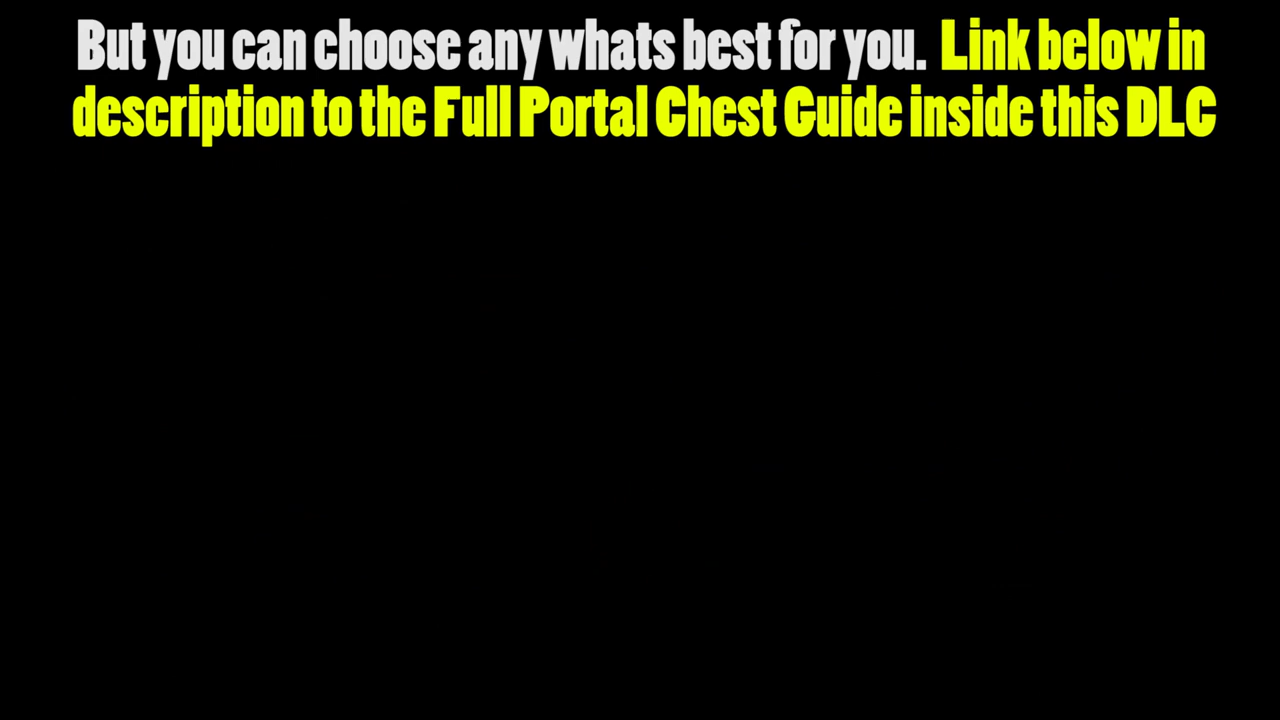 But you can choose any whats best for you. Link below in
description to the Full Portal Chest Guide inside this DLC